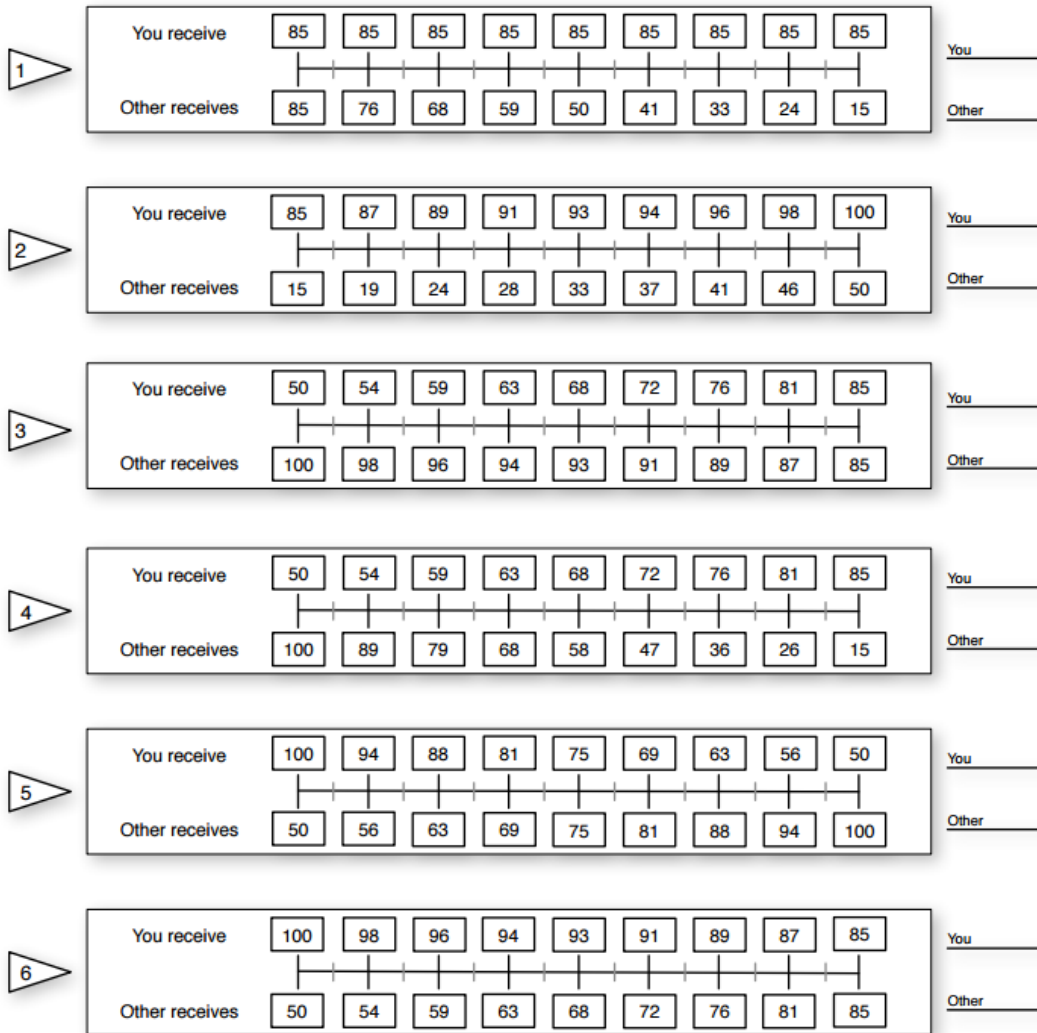 You receive 85 85 85 85 85 85 85 85 85
You
1
Other receives 85 76 68 59 50 41 33 24 15
Other
You receive 85 87 89 91 93 94 96 98 100
You
2
Other receives 15 19 24 28 33 37 41 46 50
Other
You receive 50 54 59 63 68 72 76 81 85
You
3
Other receives 100 98 96 94 93 91 89 87 85
Other
You receive 50 54 59 63 68 72 76 81 85
You
4
Other receives 100 89 79 68 58 47 36 26 15
Other
You receive 100 94 88 81 75 69 63 56 50
You
5
Other receives 50 56 63 69 75 81 88 94 100
Other
You receive 100 98 96 94 93 91 89 87 85
You
6
Other receives 50 54 59 63 68 72 76 81 85
Other